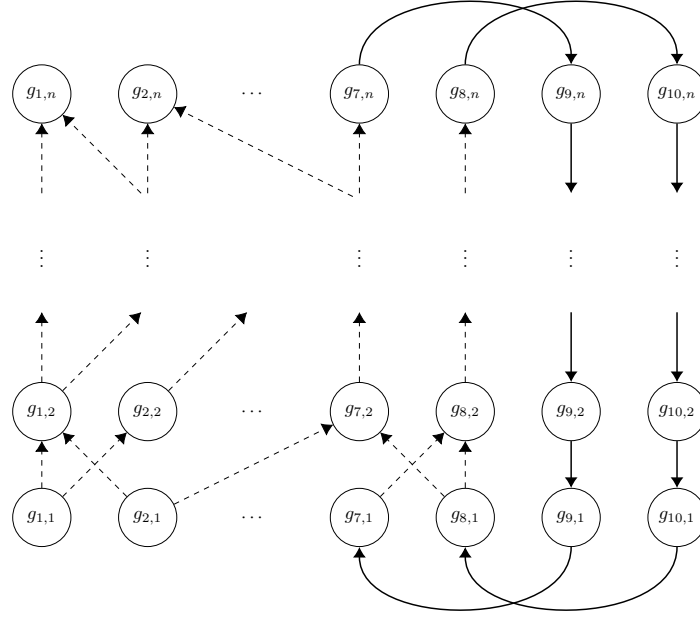 g₁,ₙ g₂,ₙ ⋯ g₇,ₙ g₈,ₙ g₉,ₙ g₁₀,ₙ
⋮ ⋮ ⋮ ⋮ ⋮ ⋮
g₁,₂ g₂,₂ ⋯ g₇,₂ g₈,₂ g₉,₂ g₁₀,₂
g₁,₁ g₂,₁ ⋯ g₇,₁ g₈,₁ g₉,₁ g₁₀,₁